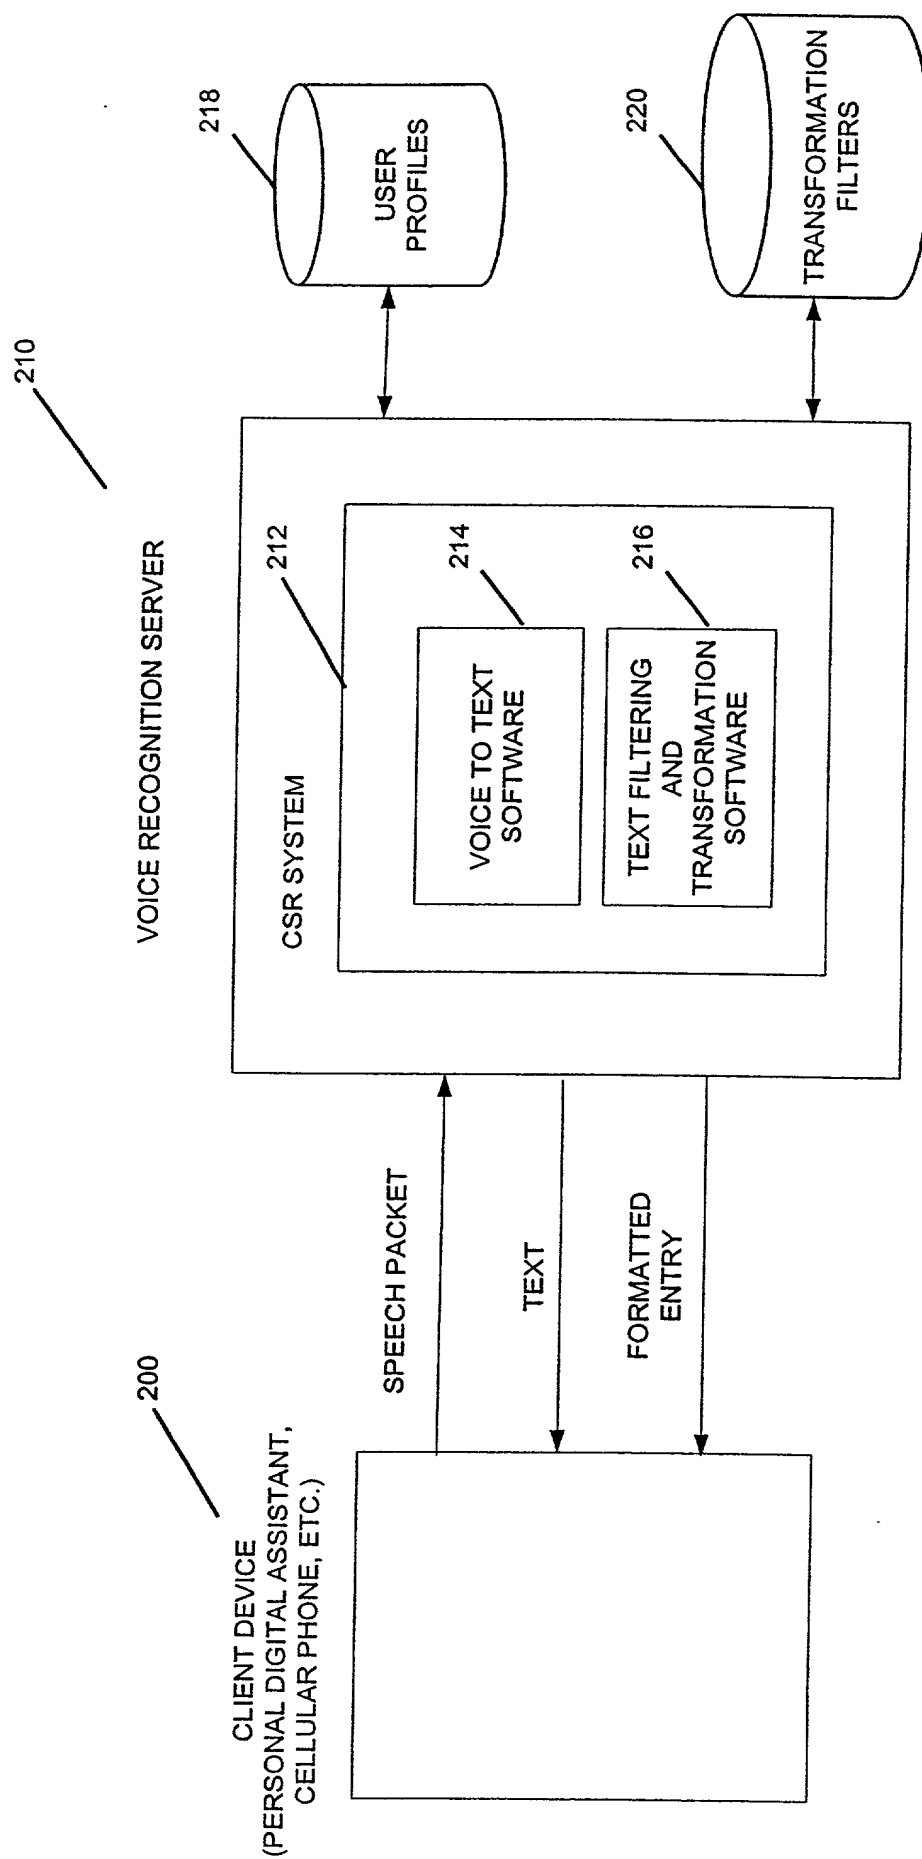 210
VOICE RECOGNITION SERVER
200
CLIENT DEVICE
(PERSONAL DIGITAL ASSISTANT,
CELLULAR PHONE, ETC.)
SPEECH PACKET
TEXT
FORMATTED
ENTRY
CSR SYSTEM
212
VOICE TO TEXT
SOFTWARE
214
TEXT FILTERING
AND
TRANSFORMATION
SOFTWARE
216
218
USER
PROFILES
220
TRANSFORMATION
FILTERS